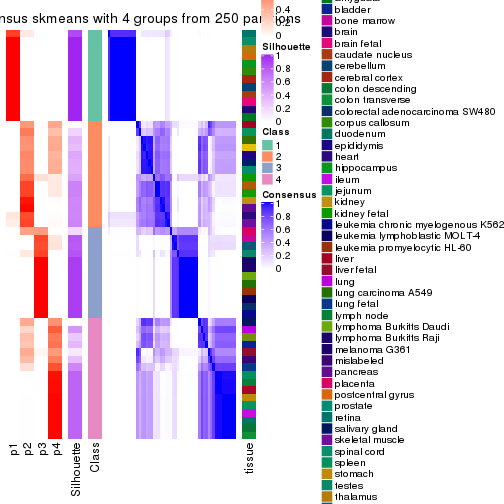 nsus skmeans with 4 groups from 250 par
ons
0.4
0.2
0
Silhouette
1
0.8
0.6
0.4
0.2
0
Class
1
2
3
4
Consensus
1
0.8
0.6
0.4
0.2
0
p1
p2
p3
p4
Silhouette
Class
tissue
bladder
bone marrow
brain
brain fetal
caudate nucleus
cerebellum
cerebral cortex
colon descending
colon transverse
colorectal adenocarcinoma SW480
corpus callosum
duodenum
epididymis
heart
hippocampus
ileum
jejunum
kidney
kidney fetal
leukemia chronic myelogenous K562
leukemia lymphoblastic MOLT-4
leukemia promyelocytic HL-60
liver
liver fetal
lung
lung carcinoma A549
lung fetal
lymph node
lymphoma Burkitts Daudi
lymphoma Burkitts Raji
melanoma G361
mislabeled
pancreas
placenta
postcentral gyrus
prostate
retina
salivary gland
skeletal muscle
spinal cord
spleen
stomach
testes
thalamus